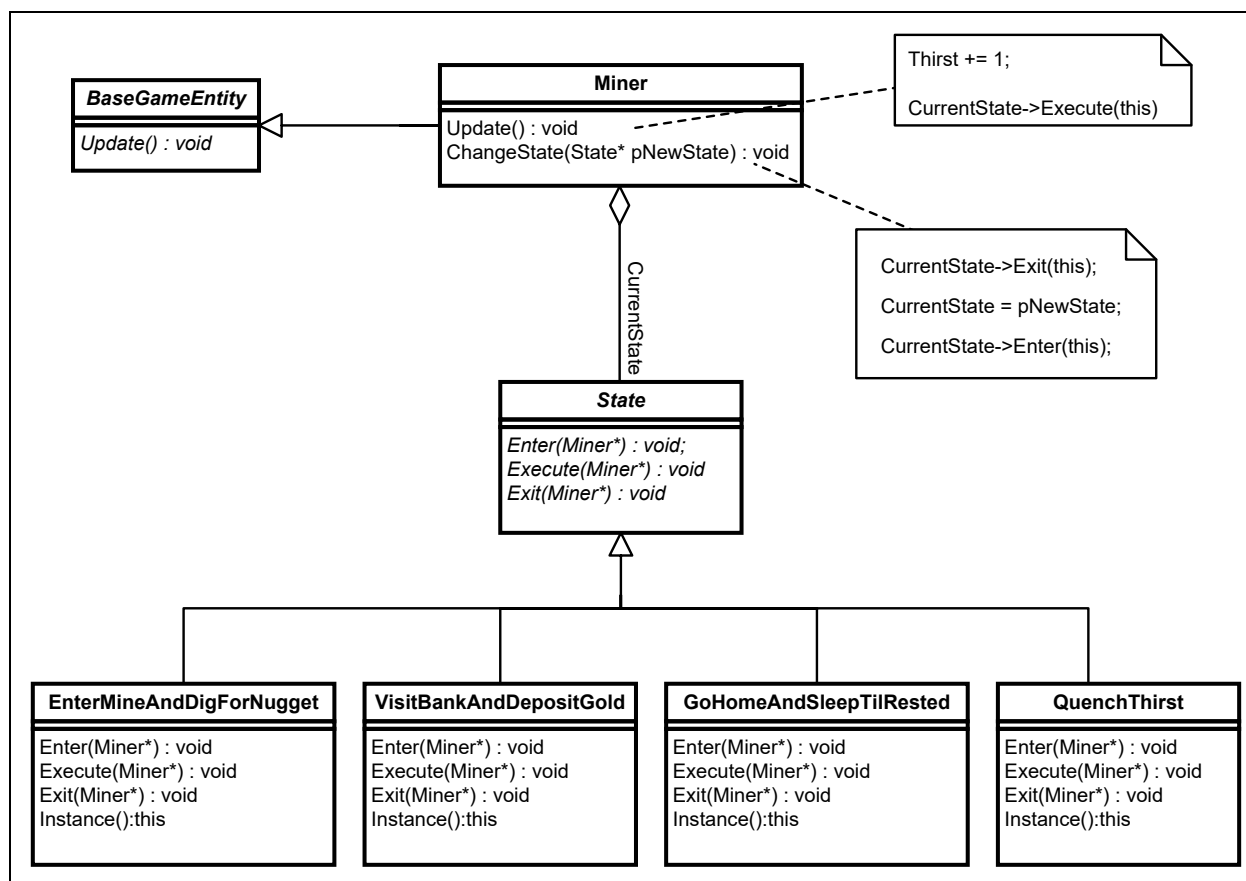 BaseGameEntity
Update() : void
Miner
Update() : void
ChangeState(State* pNewState) : void
Thirst += 1;
CurrentState->Execute(this)
CurrentState->Exit(this);
CurrentState = pNewState;
CurrentState->Enter(this);
CurrentState
State
Enter(Miner*) : void;
Execute(Miner*) : void
Exit(Miner*) : void
EnterMineAndDigForNugget
Enter(Miner*) : void
Execute(Miner*) : void
Exit(Miner*) : void
Instance():this
VisitBankAndDepositGold
Enter(Miner*) : void
Execute(Miner*) : void
Exit(Miner*) : void
Instance():this
GoHomeAndSleepTilRested
Enter(Miner*) : void
Execute(Miner*) : void
Exit(Miner*) : void
Instance():this
QuenchThirst
Enter(Miner*) : void
Execute(Miner*) : void
Exit(Miner*) : void
Instance():this